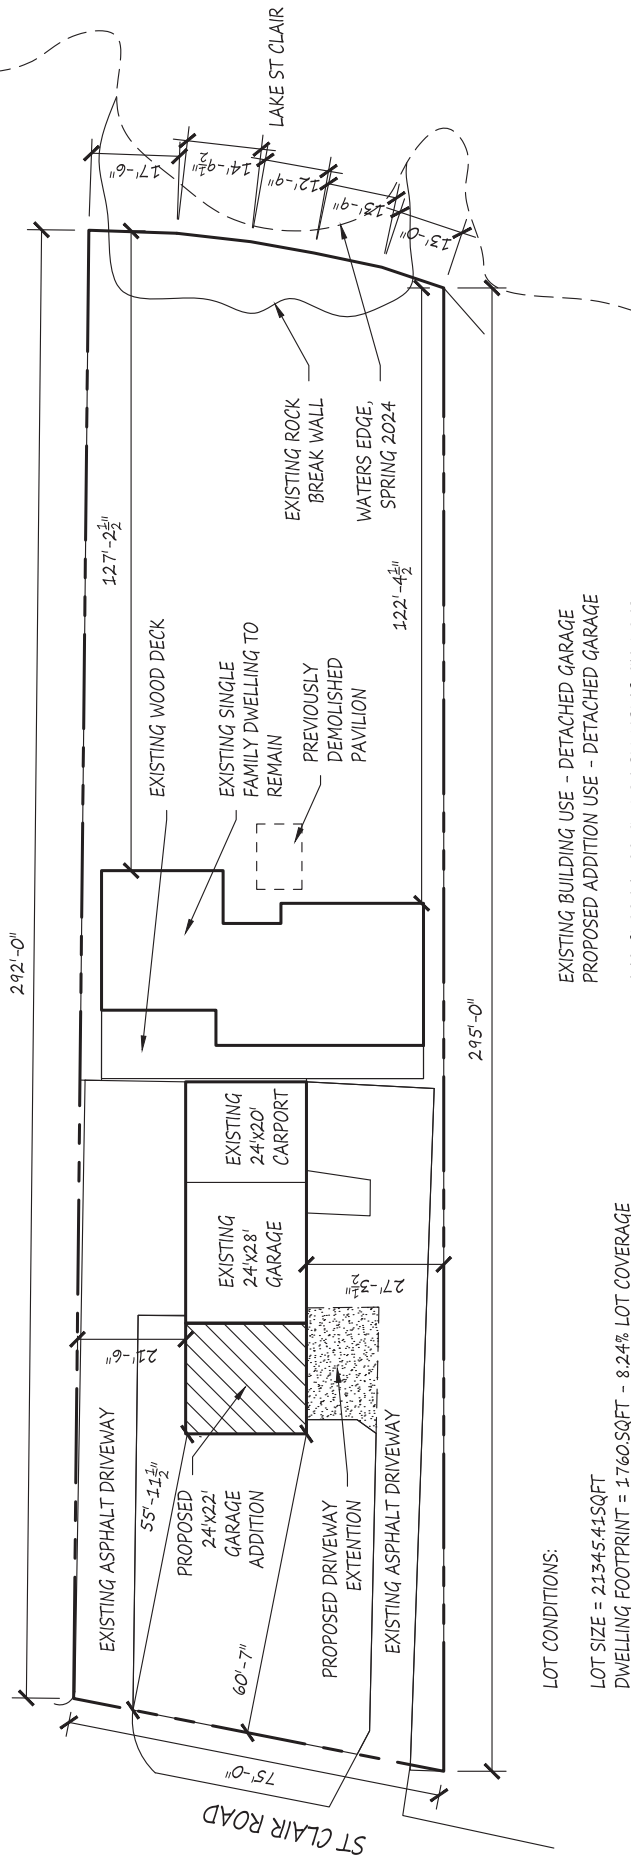 LAKE ST CLAIR
17'-6"
14'-9½"
12'-9"
13'-9"
13'-0"
EXISTING ROCK
BREAK WALL
WATERS EDGE,
SPRING 2024
127'-2½"
122'-4½"
EXISTING WOOD DECK
EXISTING SINGLE
FAMILY DWELLING TO
REMAIN
PREVIOUSLY
DEMOLISHED
PAVILION
292'-0"
295'-0"
EXISTING
24'x20'
CARPORT
EXISTING
24'x28'
GARAGE
27'-3½"
21'-6"
EXISTING ASPHALT DRIVEWAY
55'-11½"
PROPOSED
24'x22'
GARAGE
ADDITION
60'-7"
PROPOSED DRIVEWAY
EXTENTION
EXISTING ASPHALT DRIVEWAY
75'-0"
ST CLAIR ROAD
EXISTING BUILDING USE - DETACHED GARAGE
PROPOSED ADDITION USE - DETACHED GARAGE
LOT CONDITIONS:
LOT SIZE = 21345.41SQFT
DWELLING FOOTPRINT = 1760.SQFT - 8.24% LOT COVERAGE